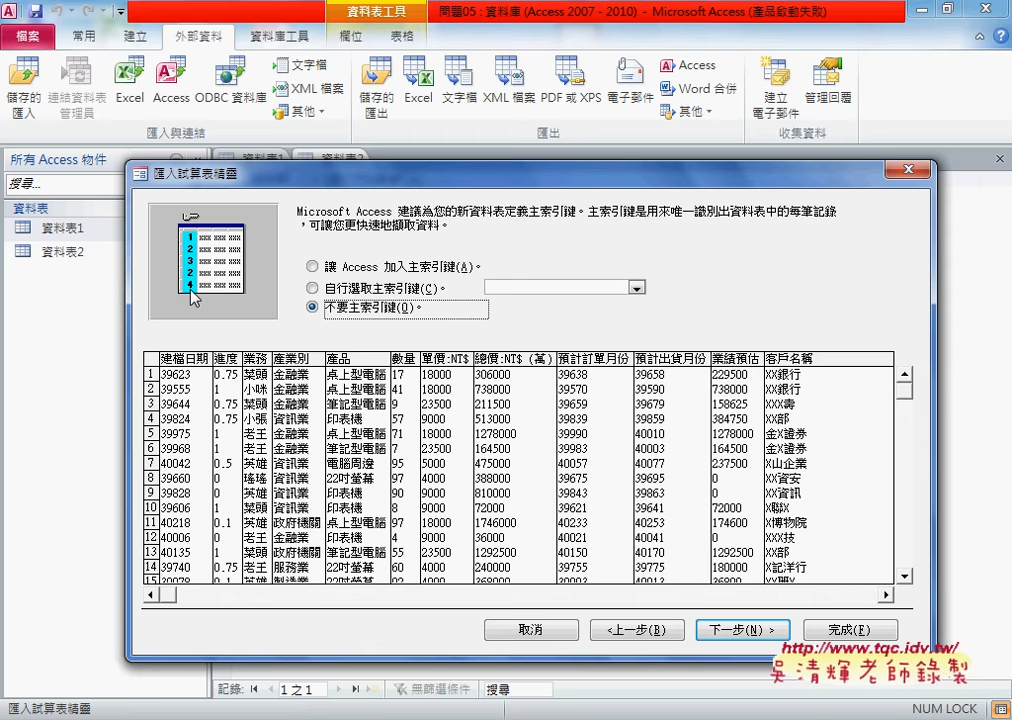 資料表工具
問題05 : 資料庫 (Access 2007 - 2010) - Microsoft Access (產品啟動失敗)
檔案 常用 建立 外部資料 資料庫工具 欄位 表格
儲存的匯入 連結資料表管理員 Excel Access ODBC 資料庫 文字檔 XML 檔案 其他
儲存的匯出 Excel 文字檔 XML 檔案 PDF 或 XPS 電子郵件 Access Word 合併 其他
建立電子郵件 管理回覆
匯入與連結 匯出 收集資料
所有 Access 物件
搜尋...
資料表
資料表1
資料表2
資料表1 資料表2
匯入試算表精靈
Microsoft Access 建議為您的新資料表定義主索引鍵。主索引鍵是用來唯一識別出資料表中的每筆記錄
，可讓您更快速地擷取資料。
讓 Access 加入主索引鍵(A)。
自行選取主索引鍵(C)。
不要主索引鍵(O)。
1 xxx xxx xxx
2 xxx xxx xxx
3 xxx xxx xxx
2 xxx xxx xxx
4 xxx xxx xxx
建檔日期 進度 業務 產業別 產品 數量 單價:NT$ 總價:NT$ (萬) 預計訂單月份 預計出貨月份 業績預估 客戶名稱
1 39623 0.75 菜頭 金融業 桌上型電腦 17 18000 306000 39638 39658 229500 XX銀行
2 39555 1 小咪 金融業 桌上型電腦 41 18000 738000 39570 39590 738000 XX銀行
3 39644 0.75 菜頭 金融業 筆記型電腦 9 23500 211500 39659 39679 158625 XXX壽
4 39824 0.75 小張 資訊業 印表機 57 9000 513000 39839 39859 384750 XX部
5 39975 1 老王 金融業 桌上型電腦 71 18000 1278000 39990 40010 1278000 金X證券
6 39968 1 老王 金融業 筆記型電腦 7 23500 164500 39983 40003 164500 金X證券
7 40042 0.5 英雄 資訊業 電腦周邊 95 5000 475000 40057 40077 237500 X山企業
8 39660 0 瑤瑤 資訊業 22吋螢幕 97 4000 388000 39675 39695 0 XX資安
9 39828 0 英雄 資訊業 印表機 90 9000 810000 39843 39863 0 XX資訊
10 39606 1 菜頭 資訊業 印表機 8 9000 72000 39621 39641 72000 X聯X
11 40218 0.1 英雄 政府機關 桌上型電腦 97 18000 1746000 40233 40253 174600 X博物院
12 40006 0 老王 金融業 印表機 4 9000 36000 40021 40041 0 XXX技
13 40135 1 菜頭 政府機關 筆記型電腦 55 23500 1292500 40150 40170 1292500 XX部
14 39740 0.75 老王 服務業 22吋螢幕 60 4000 240000 39755 39775 180000 X記洋行
取消 <上一步(B) 下一步(N) > 完成(F)
http://www.tqc.idv.tw/
吳清輝老師錄製
記錄: 1 之 1 無篩選條件 搜尋
匯入試算表精靈 NUM LOCK